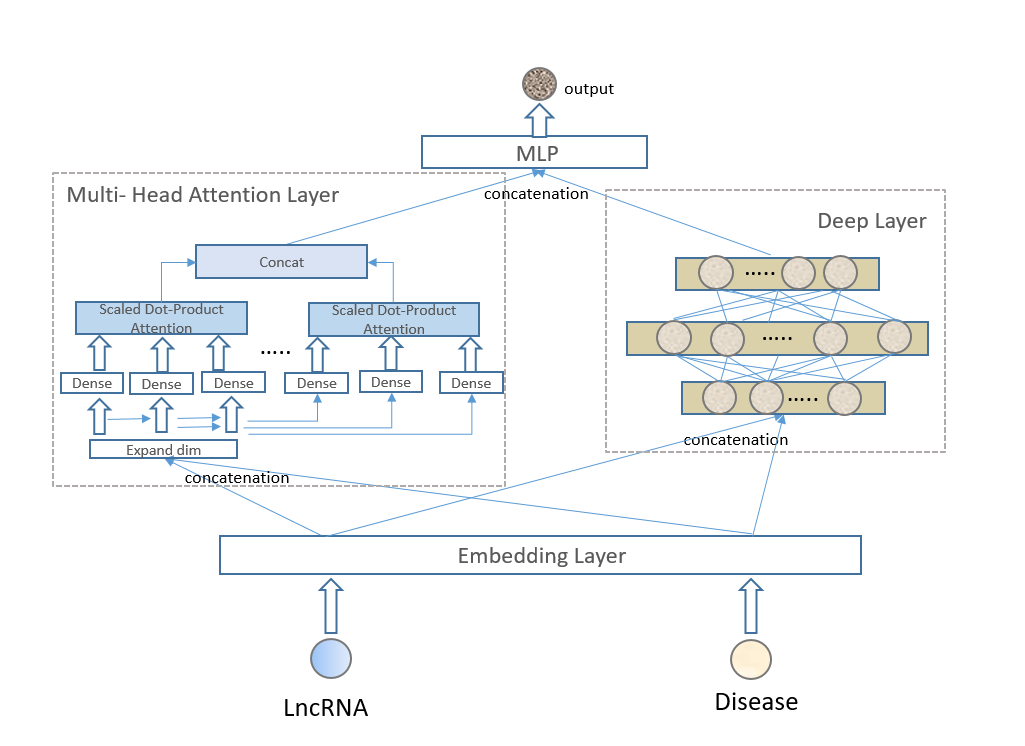 output
MLP
concatenation
Multi- Head Attention Layer
Deep Layer
Concat
.....
Scaled Dot-Product
Attention
Scaled Dot-Product
Attention
.....
.....
Dense
Dense
Dense
Dense
Dense
Dense
.....
Expand dim
concatenation
concatenation
Embedding Layer
LncRNA
Disease